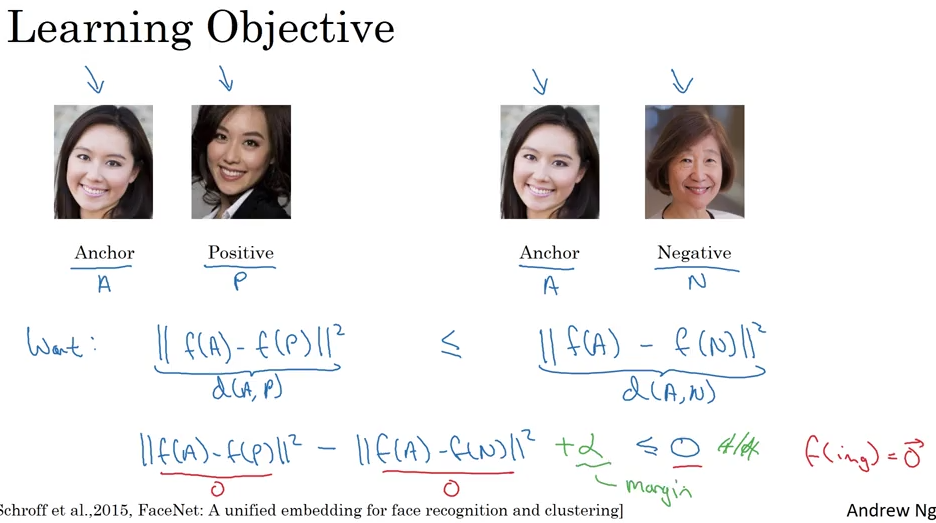 Learning Objective
Anchor Positive Anchor Negative
A P A N
Want: ||f(A) - f(P)||² ≤ ||f(A) - f(N)||²
d(A,P) d(A,N)
||f(A) - f(P)||² - ||f(A) - f(N)||² + α ≤ 0 f(img) = 0⃗
0 0 margin
Schroff et al.,2015, FaceNet: A unified embedding for face recognition and clustering] Andrew Ng